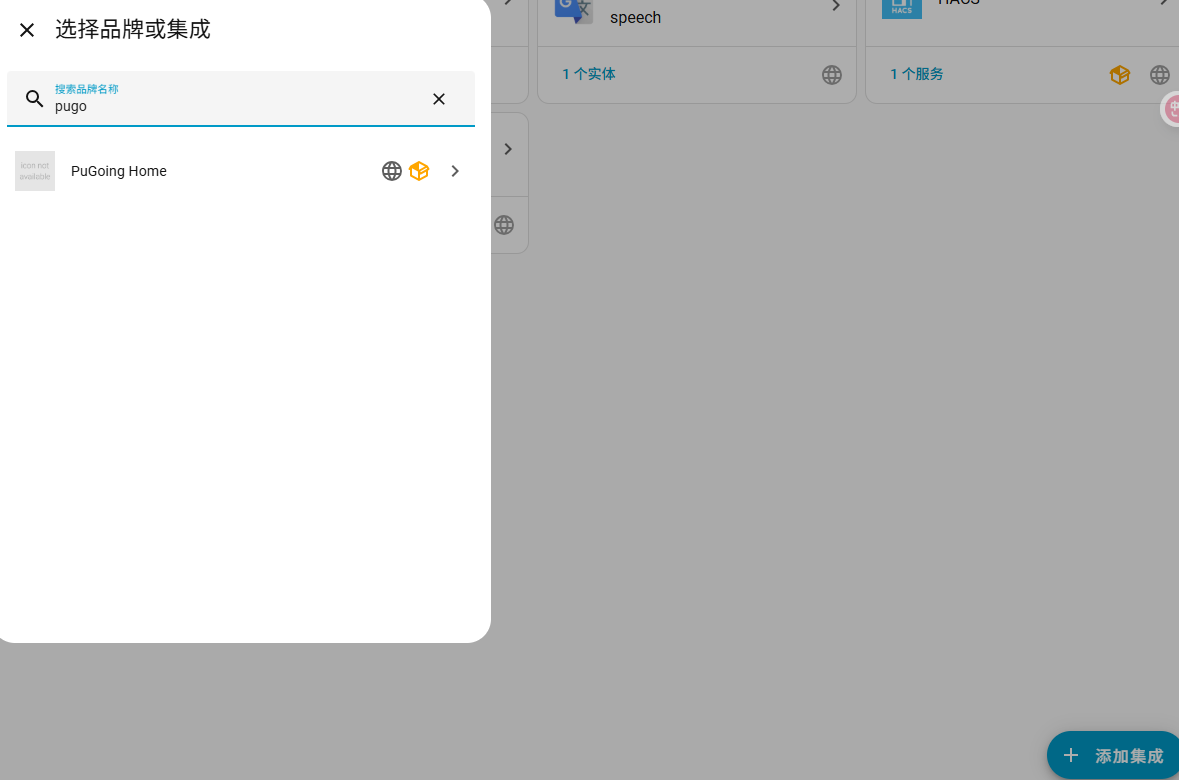 选择品牌或集成
搜索品牌名称
pugo
icon not
available
PuGoing Home
speech
1 个实体
HACS
HACS
1 个服务
中
添加集成